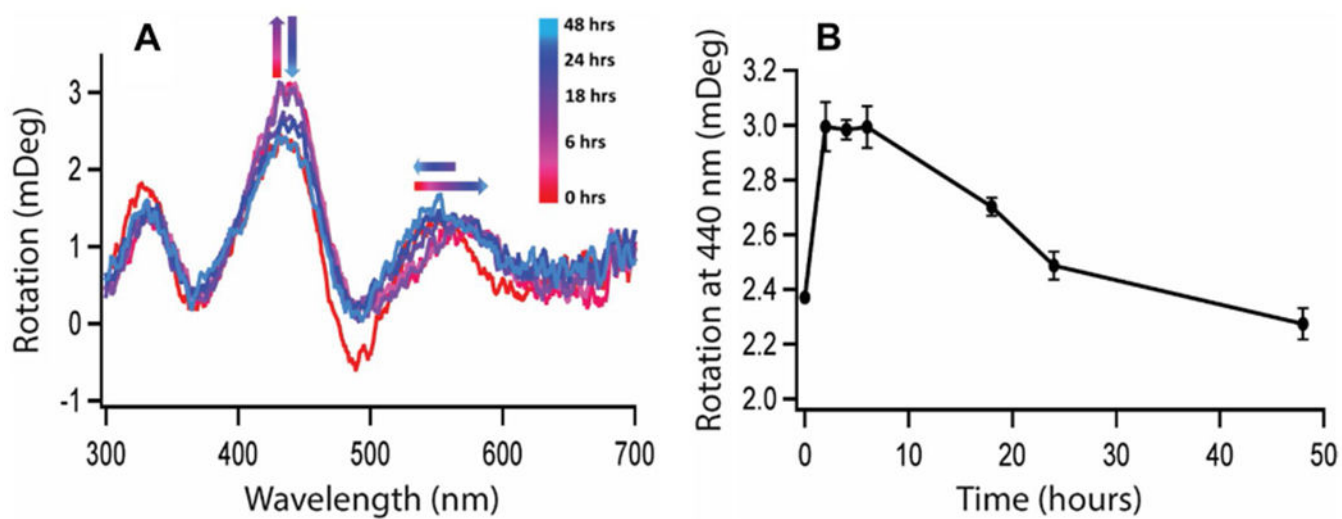 A
48 hrs
24 hrs
18 hrs
6 hrs
0 hrs
Rotation (mDeg)
3
2
1
0
-1
300 400 500 600 700
Wavelength (nm)
B
Rotation at 440 nm (mDeg)
3.2
3.0
2.8
2.6
2.4
2.2
2.0
0 10 20 30 40 50
Time (hours)